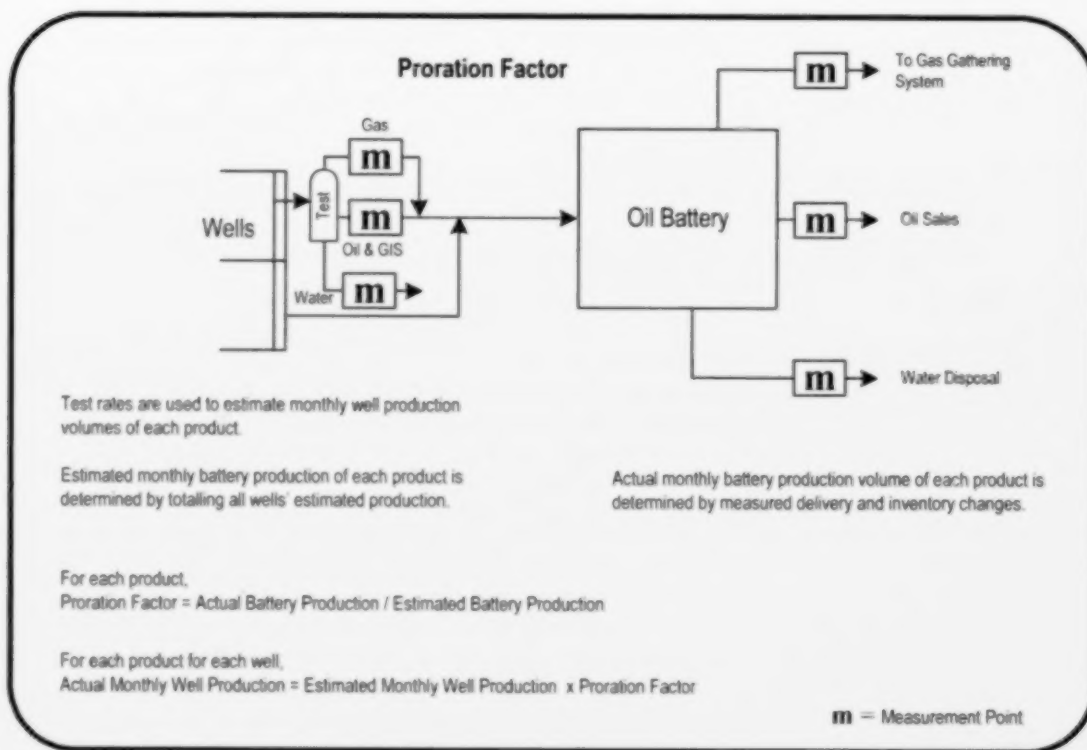 Proration Factor
m
To Gas Gathering
System
Gas
m
Test
Wells
m
Oil & GIS
Oil Battery
m
Oil Sales
Water
m
m
Water Disposal
Test rates are used to estimate monthly well production
volumes of each product.
Estimated monthly battery production of each product is
determined by totalling all wells' estimated production.
Actual monthly battery production volume of each product is
determined by measured delivery and inventory changes.
For each product,
Proration Factor = Actual Battery Production / Estimated Battery Production
For each product for each well,
Actual Monthly Well Production = Estimated Monthly Well Production x Proration Factor
m = Measurement Point